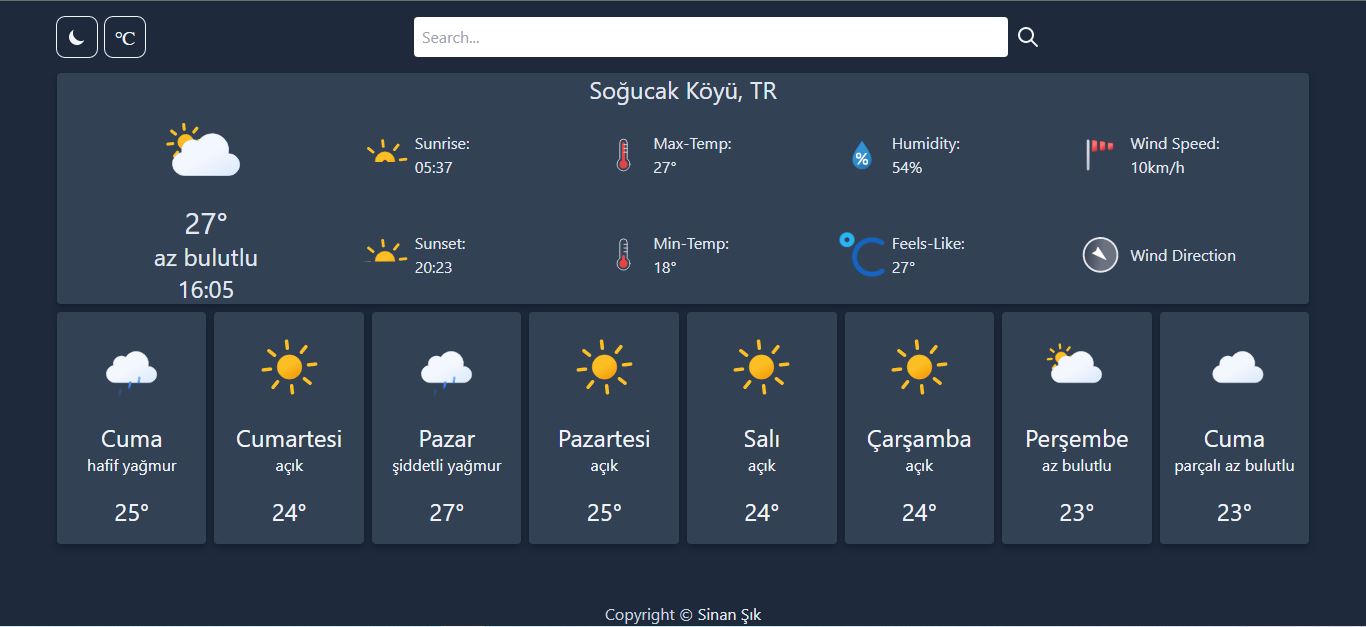 ℃
Search...
Soğucak Köyü, TR
27°
az bulutlu
16:05
Sunrise:
05:37
Max-Temp:
27°
Humidity:
54%
Wind Speed:
10km/h
Sunset:
20:23
Min-Temp:
18°
Feels-Like:
27°
Wind Direction
Cuma
hafif yağmur
25°
Cumartesi
açık
24°
Pazar
şiddetli yağmur
27°
Pazartesi
açık
25°
Salı
açık
24°
Çarşamba
açık
24°
Perşembe
az bulutlu
23°
Cuma
parçalı az bulutlu
23°
Copyright © Sinan Şık